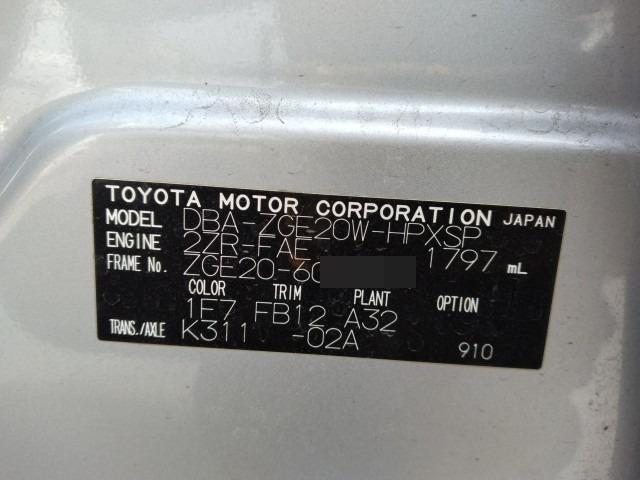 TOYOTA MOTOR CORPORATION JAPAN
MODEL DBA-ZGE20W-HPXSP
ENGINE 2ZR-FAE 1797 mL
FRAME No. ZGE20-60
COLOR TRIM PLANT OPTION
1E7 FB12 A32
TRANS./AXLE K311 -02A 910